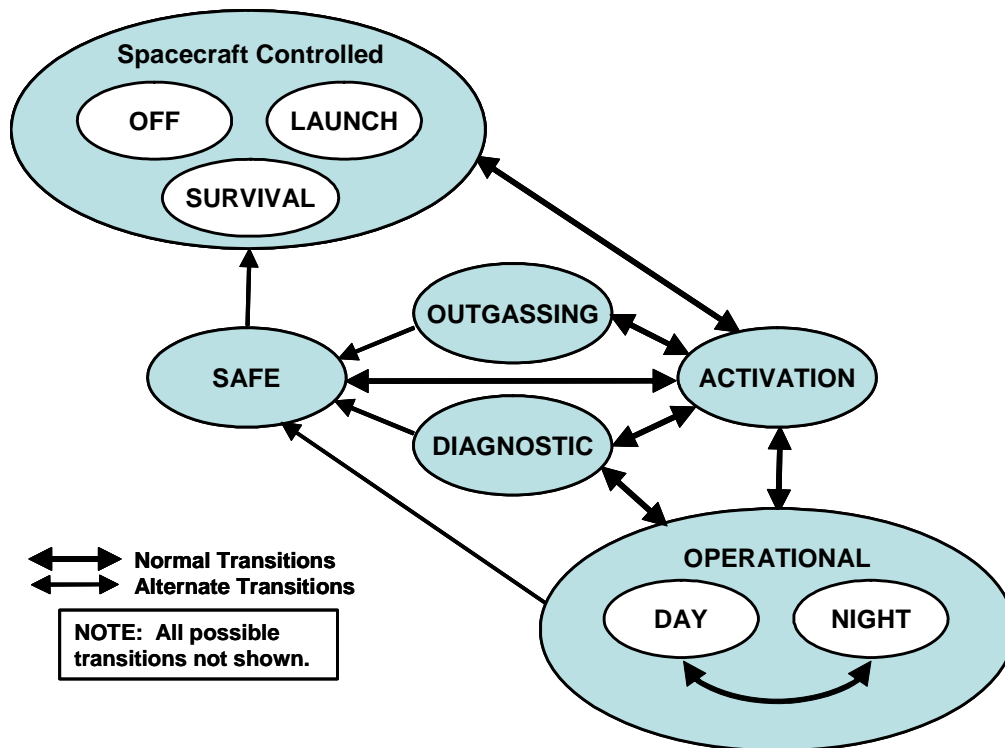 Spacecraft Controlled
OFF
LAUNCH
SURVIVAL
OUTGASSING
SAFE
ACTIVATION
DIAGNOSTIC
OPERATIONAL
DAY
NIGHT
Normal Transitions
Alternate Transitions
NOTE:  All possible
transitions not shown.